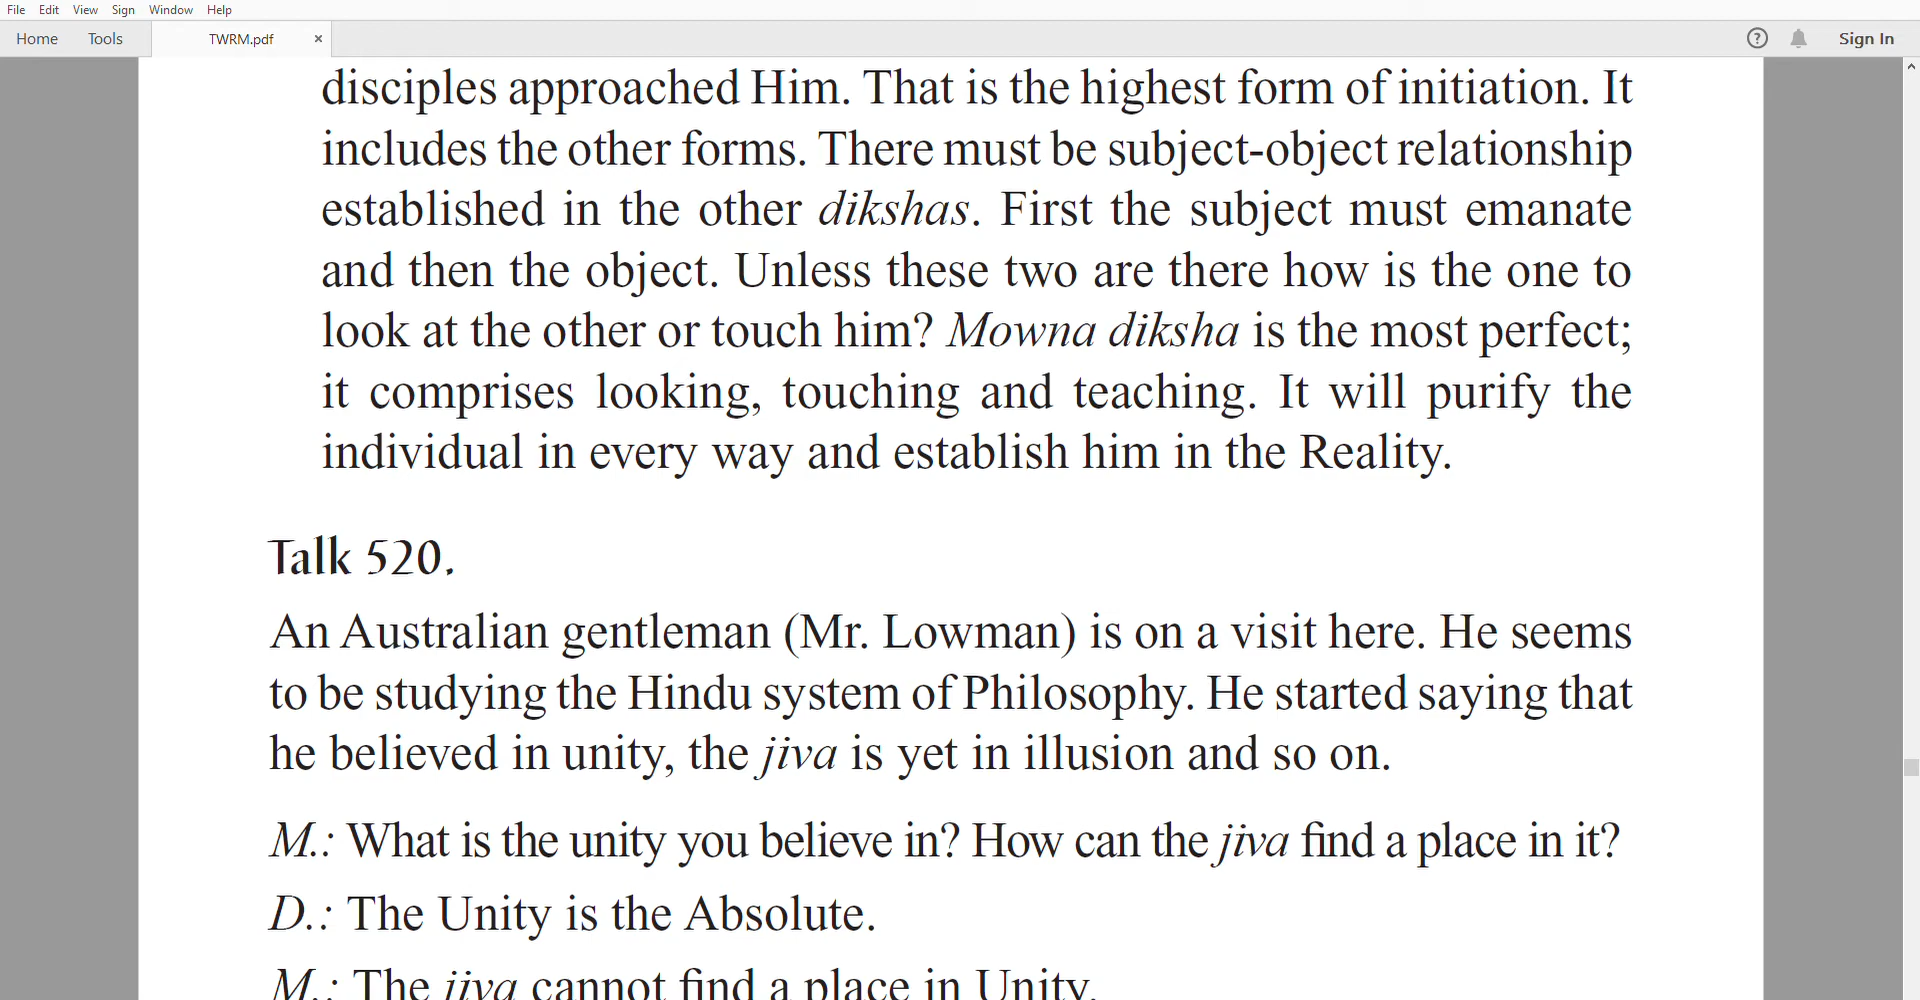 File Edit View Sign Window Help
Home Tools TWRM.pdf × ? Sign In
disciples approached Him. That is the highest form of initiation. It
includes the other forms. There must be subject-object relationship
established in the other dikshas. First the subject must emanate
and then the object. Unless these two are there how is the one to
look at the other or touch him? Mowna diksha is the most perfect;
it comprises looking, touching and teaching. It will purify the
individual in every way and establish him in the Reality.
Talk 520.
An Australian gentleman (Mr. Lowman) is on a visit here. He seems
to be studying the Hindu system of Philosophy. He started saying that
he believed in unity, the jiva is yet in illusion and so on.
M.: What is the unity you believe in? How can the jiva find a place in it?
D.: The Unity is the Absolute.
M.: The jiva cannot find a place in Unity.